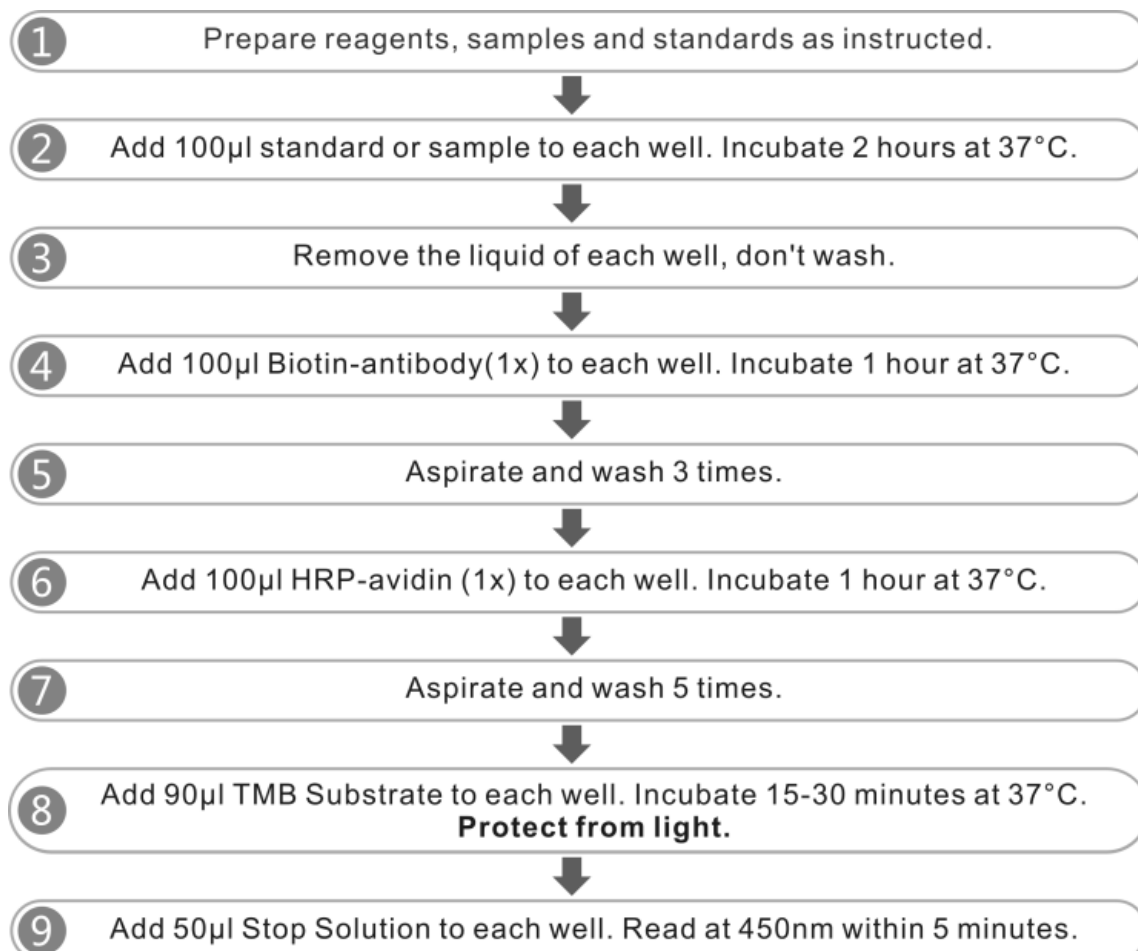 1 Prepare reagents, samples and standards as instructed.
2 Add 100µl standard or sample to each well. Incubate 2 hours at 37°C.
3 Remove the liquid of each well, don't wash.
4 Add 100µl Biotin-antibody(1x) to each well. Incubate 1 hour at 37°C.
5 Aspirate and wash 3 times.
6 Add 100µl HRP-avidin (1x) to each well. Incubate 1 hour at 37°C.
7 Aspirate and wash 5 times.
8 Add 90µl TMB Substrate to each well. Incubate 15-30 minutes at 37°C.
Protect from light.
9 Add 50µl Stop Solution to each well. Read at 450nm within 5 minutes.